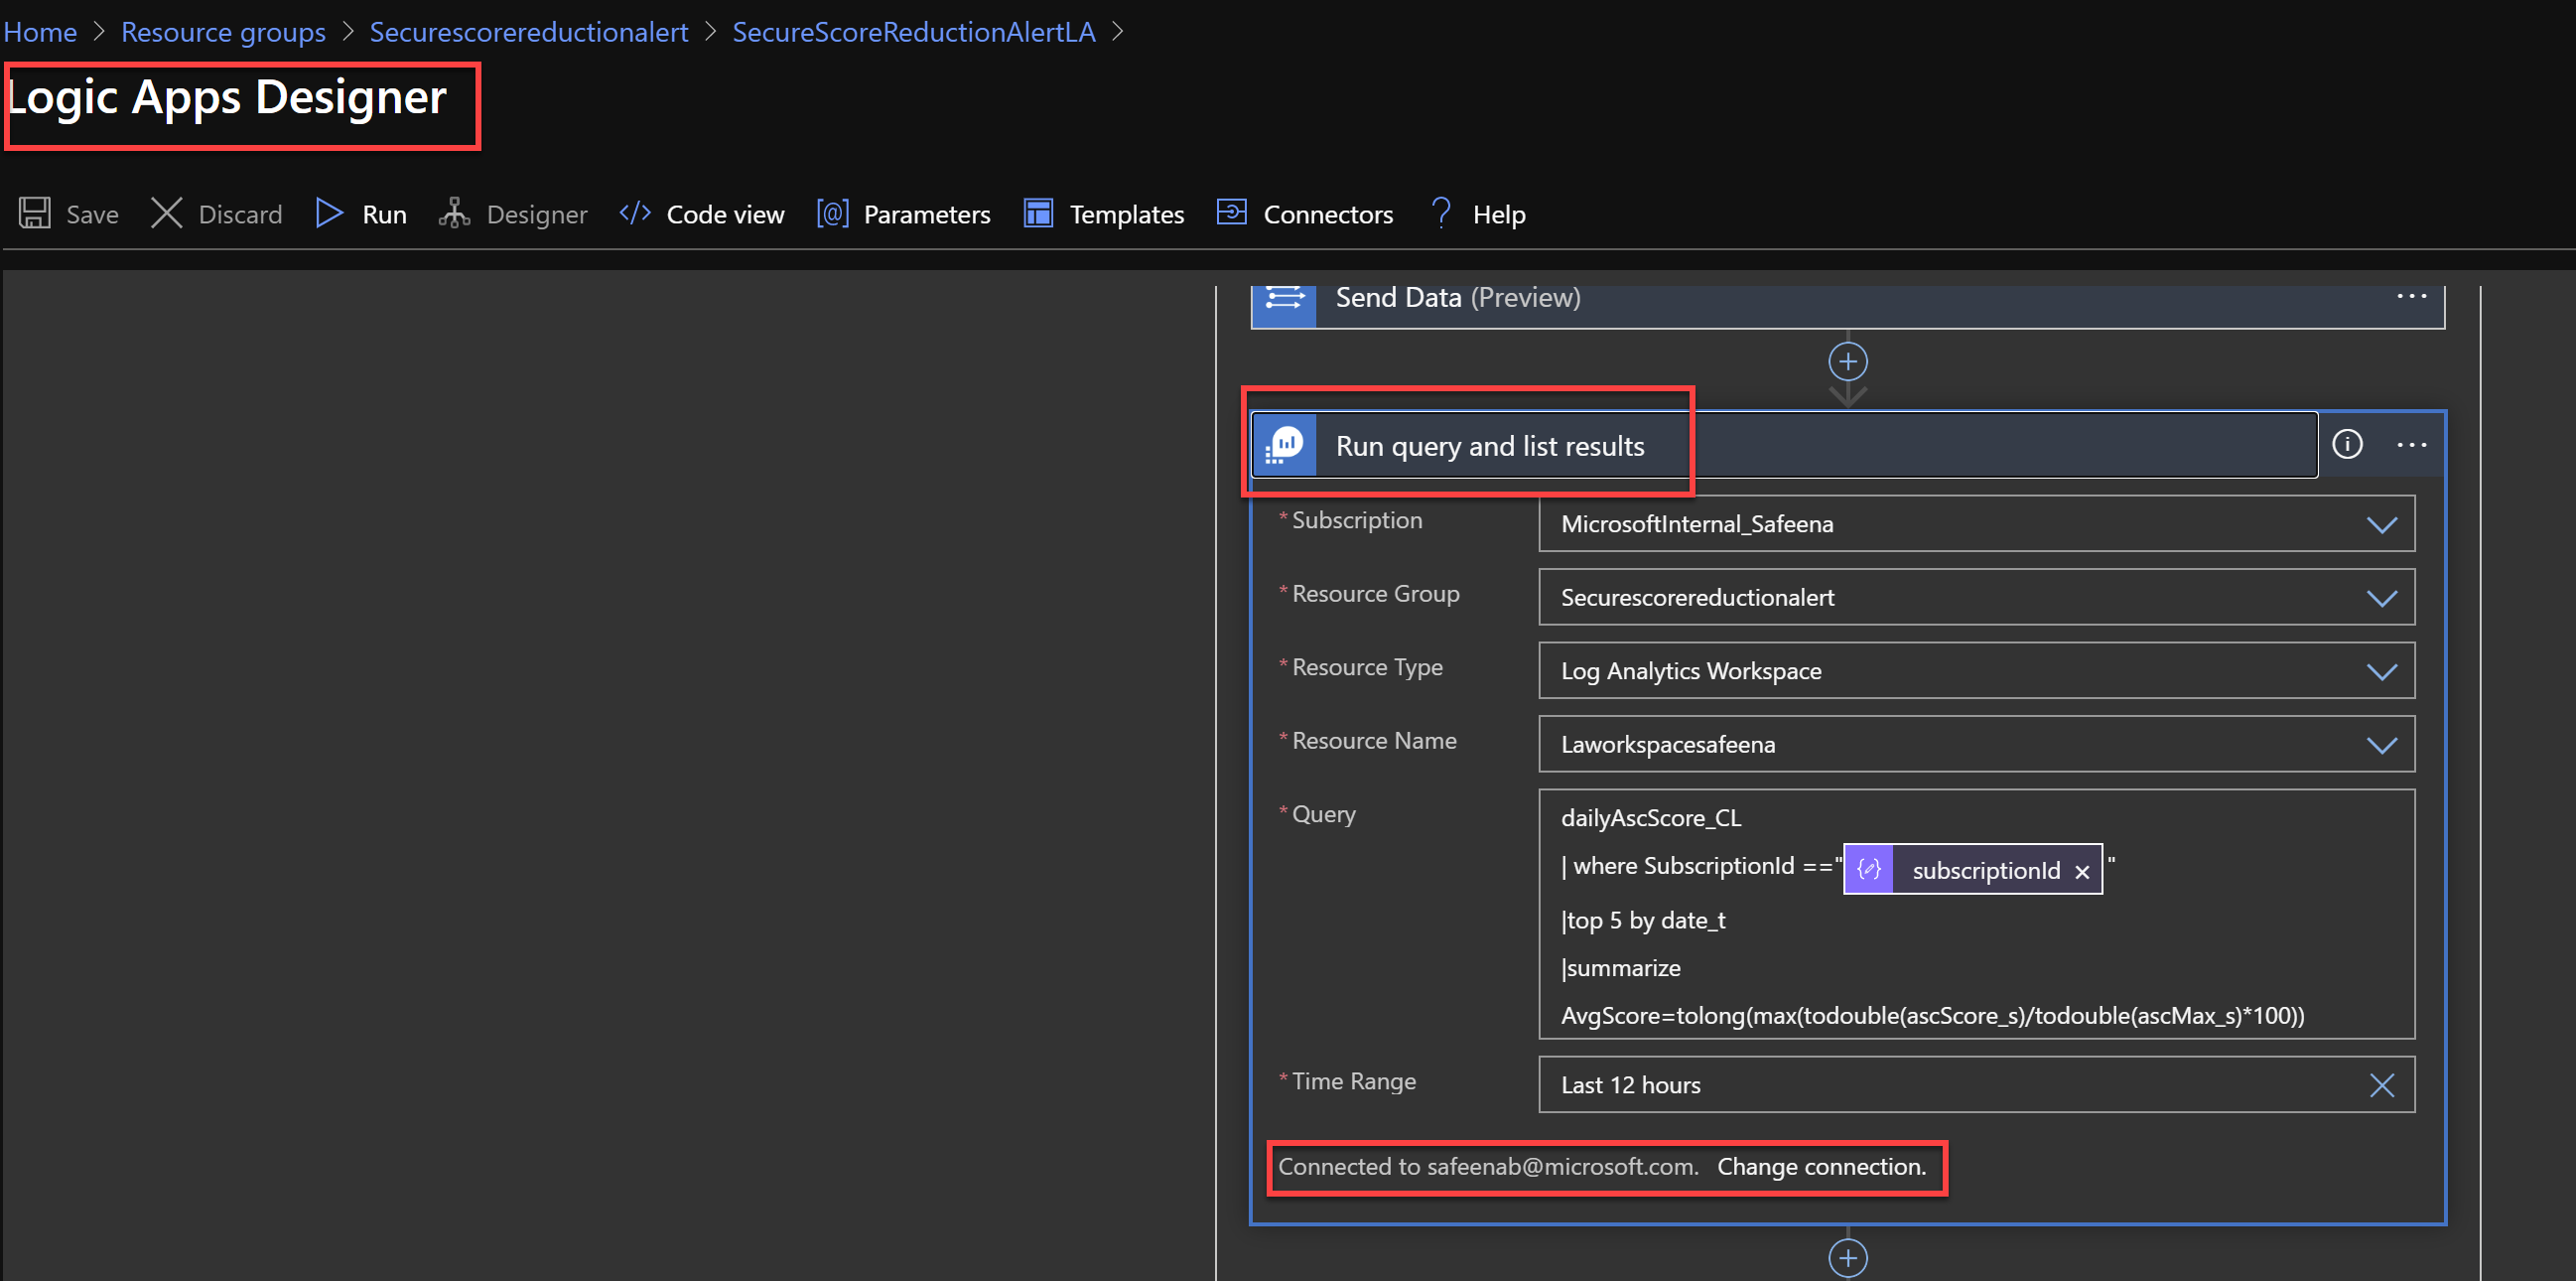 Home > Resource groups > Securescorereductionalert > SecureScoreReductionAlertLA >
Logic Apps Designer
Save Discard Run Designer </> Code view [@] Parameters Templates Connectors ? Help
Send Data (Preview) ...
Run query and list results ...
* Subscription MicrosoftInternal_Safeena
* Resource Group Securescorereductionalert
* Resource Type Log Analytics Workspace
* Resource Name Laworkspacesafeena
* Query dailyAscScore_CL
| where SubscriptionId =="subscriptionId ×"
|top 5 by date_t
|summarize
AvgScore=tolong(max(todouble(ascScore_s)/todouble(ascMax_s)*100))
* Time Range Last 12 hours
Connected to safeenab@microsoft.com. Change connection.